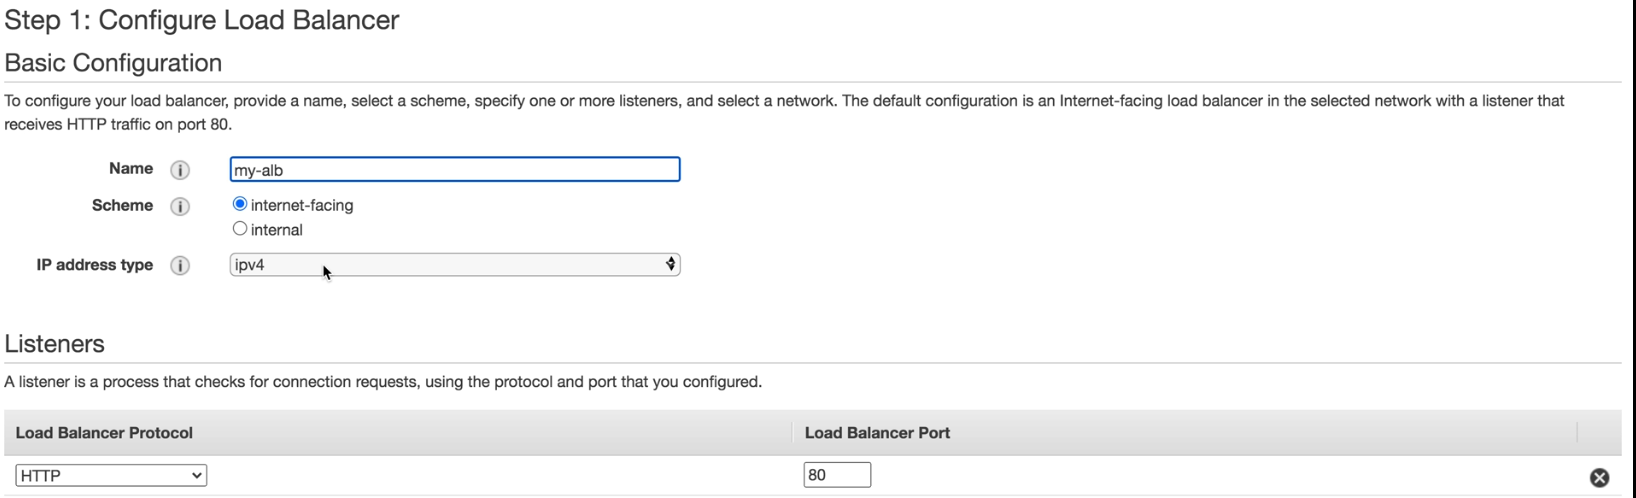 Step 1: Configure Load Balancer
Basic Configuration
To configure your load balancer, provide a name, select a scheme, specify one or more listeners, and select a network. The default configuration is an Internet-facing load balancer in the selected network with a listener that
receives HTTP traffic on port 80.
Name i my-alb
Scheme i internet-facing
internal
IP address type i ipv4
Listeners
A listener is a process that checks for connection requests, using the protocol and port that you configured.
Load Balancer Protocol Load Balancer Port
HTTP 80